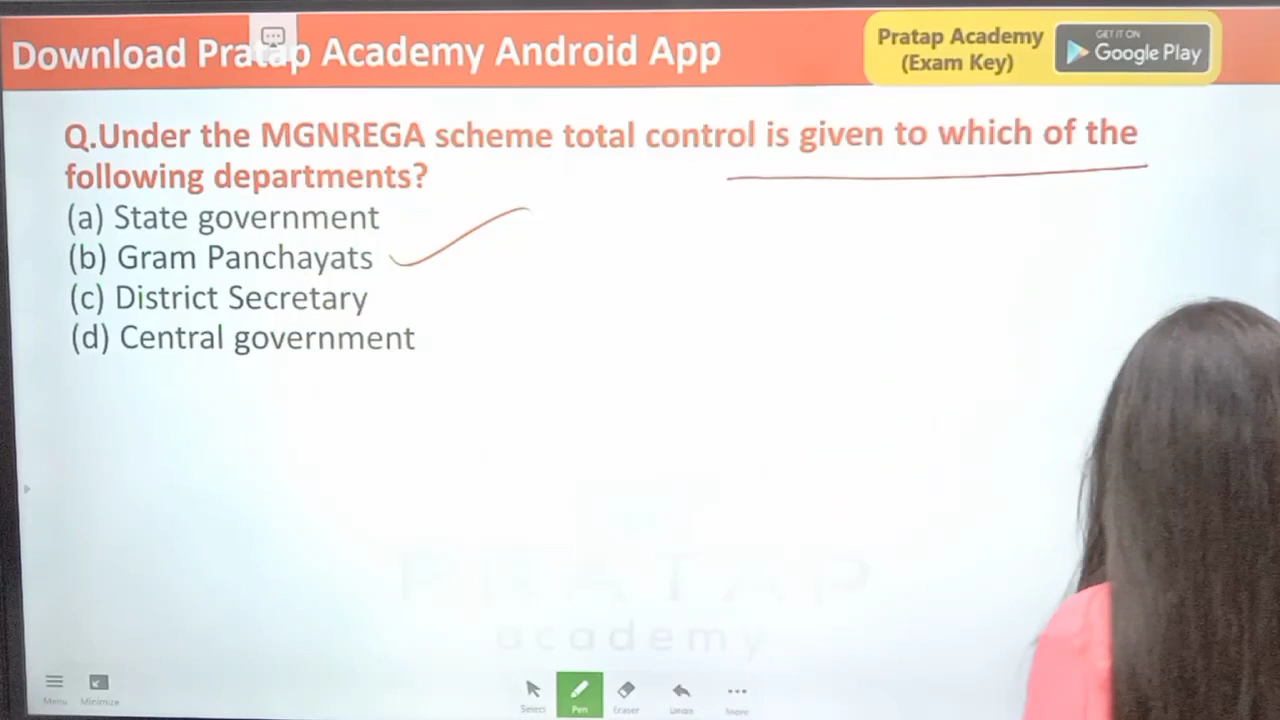 Download Pratap Academy Android App
Pratap Academy
(Exam Key)
GET IT ON
Google Play
Q.Under the MGNREGA scheme total control is given to which of the
following departments?
(a) State government
(b) Gram Panchayats
(c) District Secretary
(d) Central government
PRATAP
academy
Menu
Minimize
Select
Pen
Eraser
Undo
More